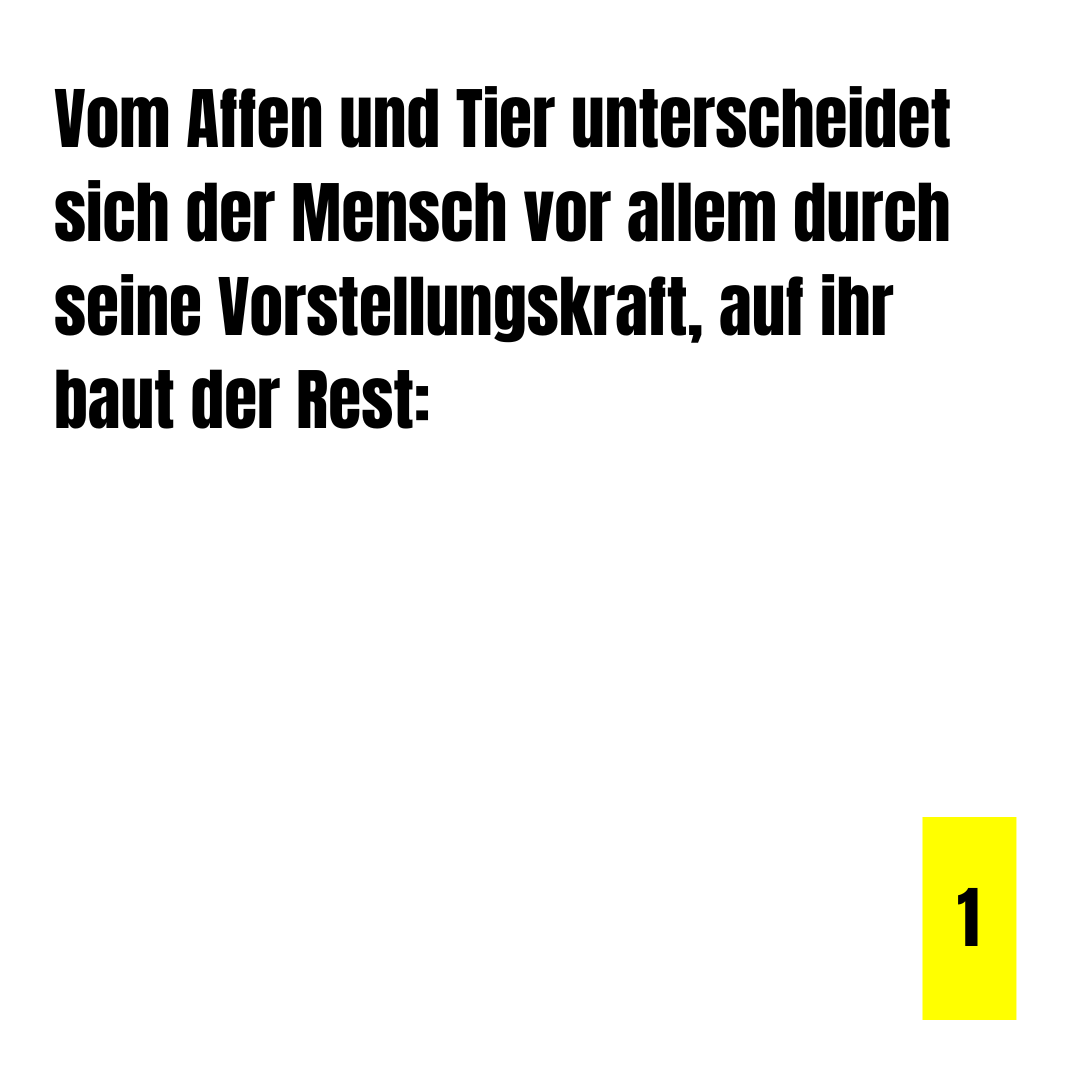 Vom Affen und Tier unterscheidet
sich der Mensch vor allem durch
seine Vorstellungskraft, auf ihr
baut der Rest:
1